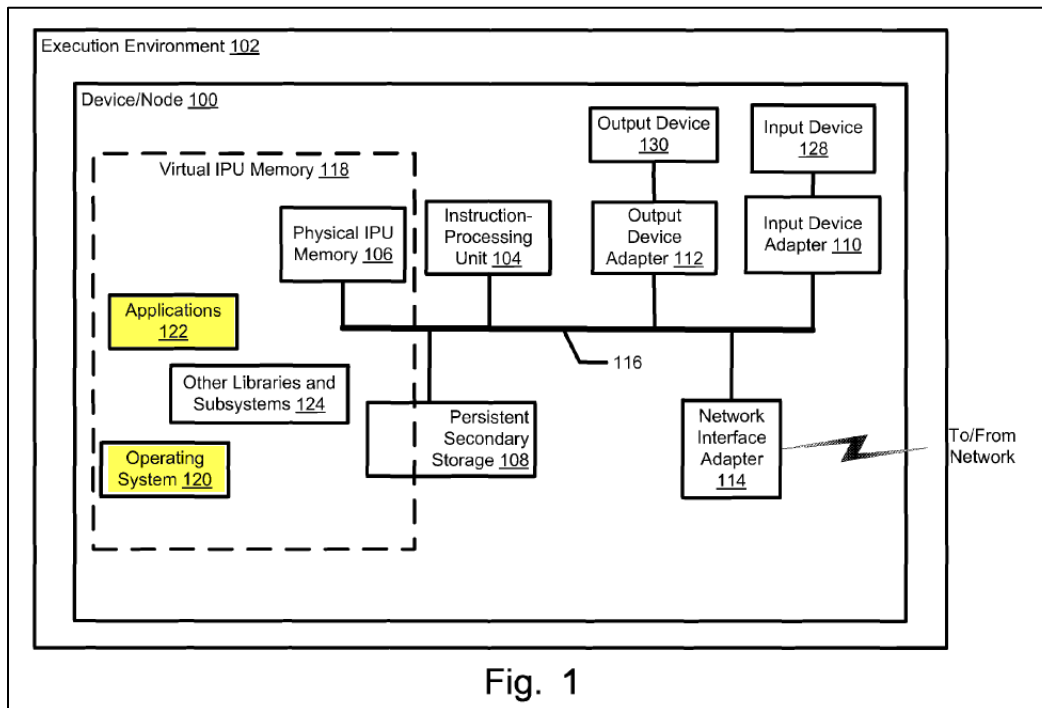 Execution Environment 102
Device/Node 100
Output Device
130
Input Device
128
Virtual IPU Memory 118
Physical IPU
Memory 106
Instruction-
Processing
Unit 104
Output
Device
Adapter 112
Input Device
Adapter 110
Applications
122
116
Other Libraries and
Subsystems 124
Persistent
Secondary
Storage 108
Network
Interface
Adapter
114
To/From
Network
Operating
System 120
Fig. 1